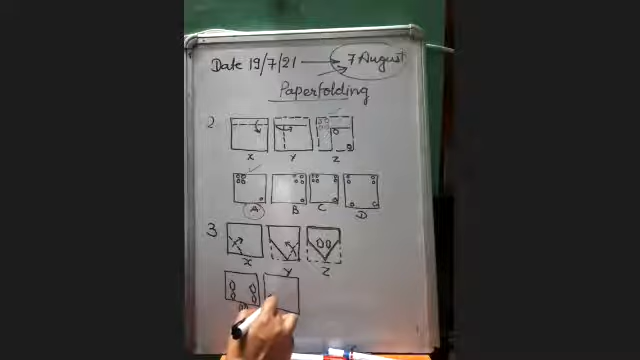 Date 19/7/21 → 7 August
Paperfolding
2
X Y Z
A B C D
3
X Y Z